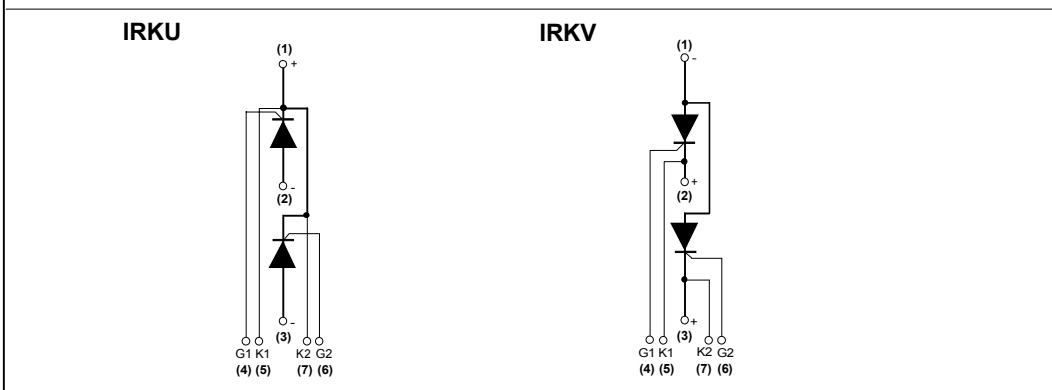 IRKU
IRKV
(1)
+
-
(2)
-
(3)
G1 K1 K2 G2
(4) (5) (7) (6)
(1)
-
+
(2)
+
(3)
G1 K1 K2 G2
(4) (5) (7) (6)